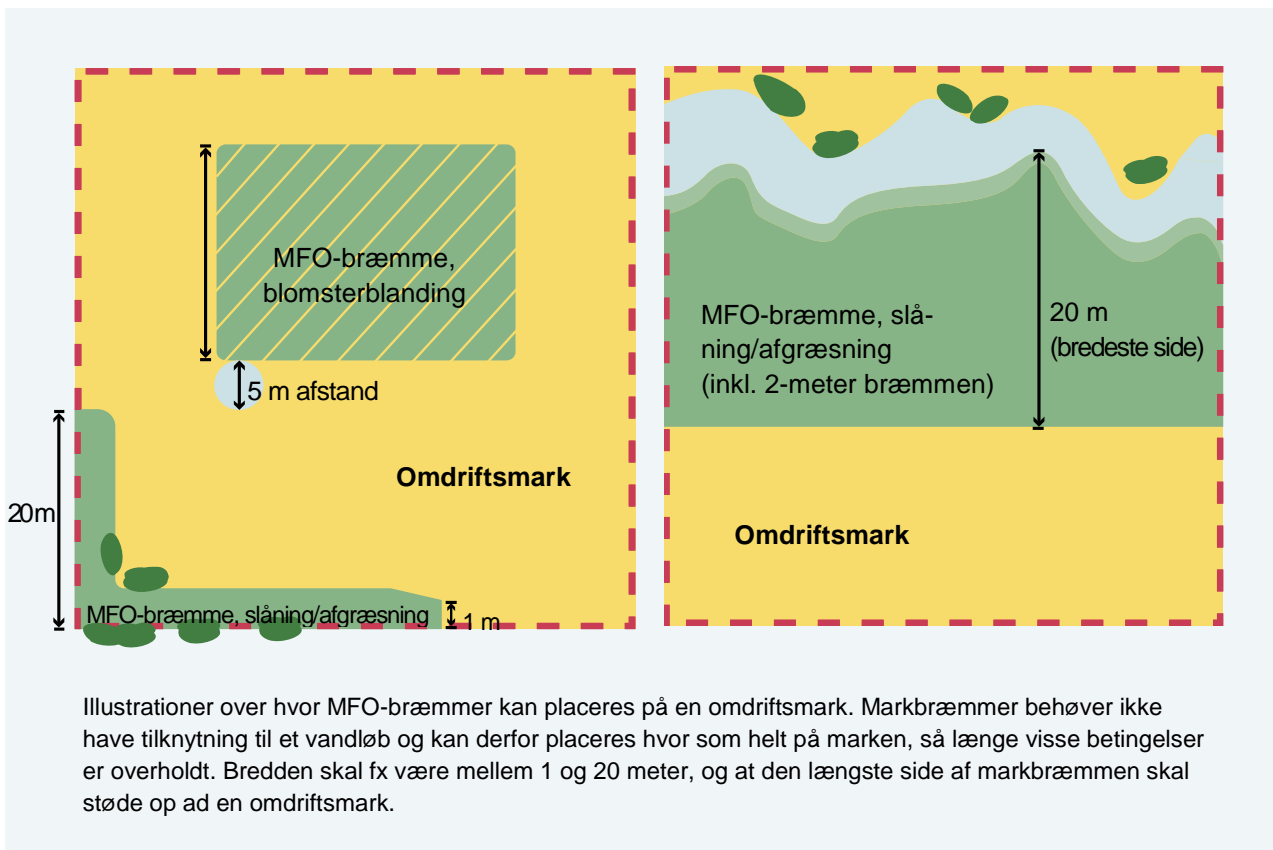 MFO-bræmme,
blomsterblanding
5 m afstand
Omdriftsmark
20m
MFO-bræmme, slåning/afgræsning
1 m
MFO-bræmme, slå-
ning/afgræsning
(inkl. 2-meter bræmmen)
20 m
(bredeste side)
Omdriftsmark
Illustrationer over hvor MFO-bræmmer kan placeres på en omdriftsmark. Markbræmmer behøver ikke
have tilknytning til et vandløb og kan derfor placeres hvor som helt på marken, så længe visse betingelser
er overholdt. Bredden skal fx være mellem 1 og 20 meter, og at den længste side af markbræmmen skal
støde op ad en omdriftsmark.